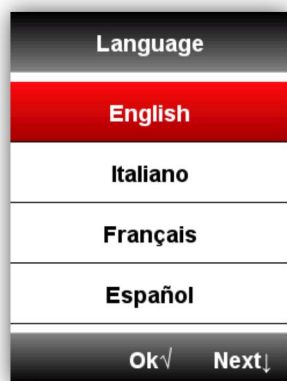 Language
English
Italiano
Français
Español
Ok√ Next↓